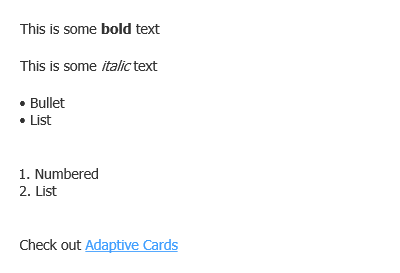 This is some bold text
This is some italic text
• Bullet
• List
1. Numbered
2. List
Check out Adaptive Cards